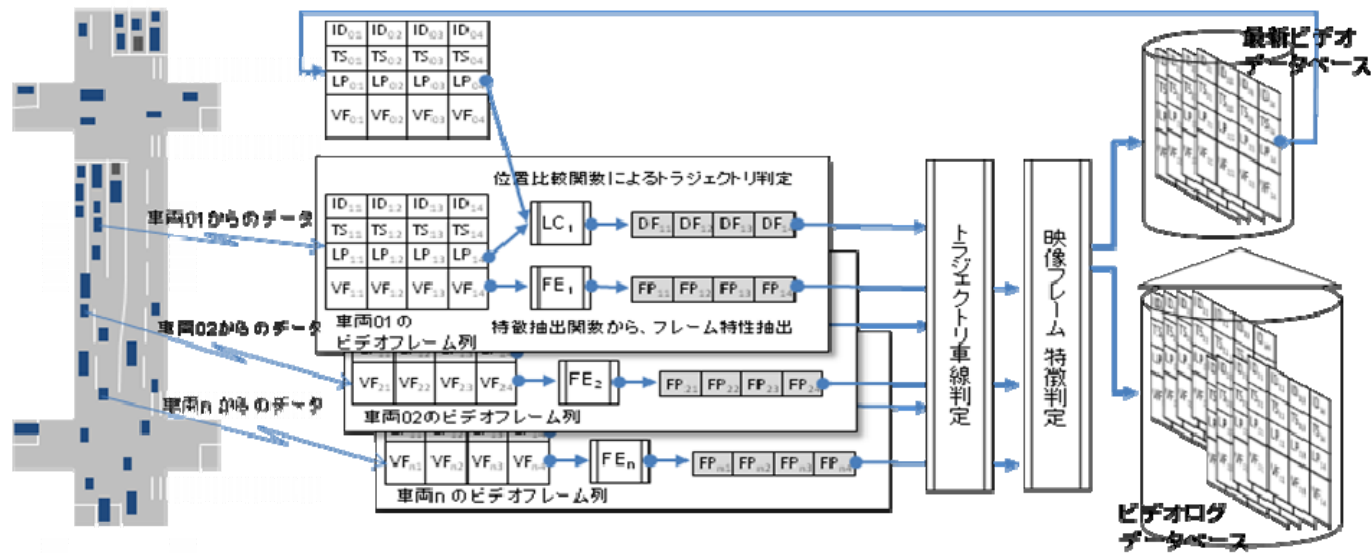 ID01 ID02 ID03 ID04
TS01 TS02 TS03 TS04
LP01 LP02 LP03 LP04
VF01 VF02 VF03 VF04
最新ビデオ
データベース
位置比較関数によるトラジェクトリ判定
車両01からのデータ
ID11 ID12 ID13 ID14
TS11 TS12 TS13 TS14
LP11 LP12 LP13 LP14
VF11 VF12 VF13 VF14
LC1
DF11 DF12 DF13 DF14
FE1
FP11 FP12 FP13 FP14
車両01の
ビデオフレーム列
特徴抽出関数から、フレーム特性抽出
車両02からのデータ
VF21 VF22 VF23 VF24
FE2
FP21 FP22 FP23 FP24
車両02のビデオフレーム列
車両nからのデータ
VFn1 VFn2 VFn3 VFn4
FEn
FPn1 FPn2 FPn3 FPn4
車両nのビデオフレーム列
トラジェクトリ車線判定
映像フレーム特徴判定
ビデオログ
データベース